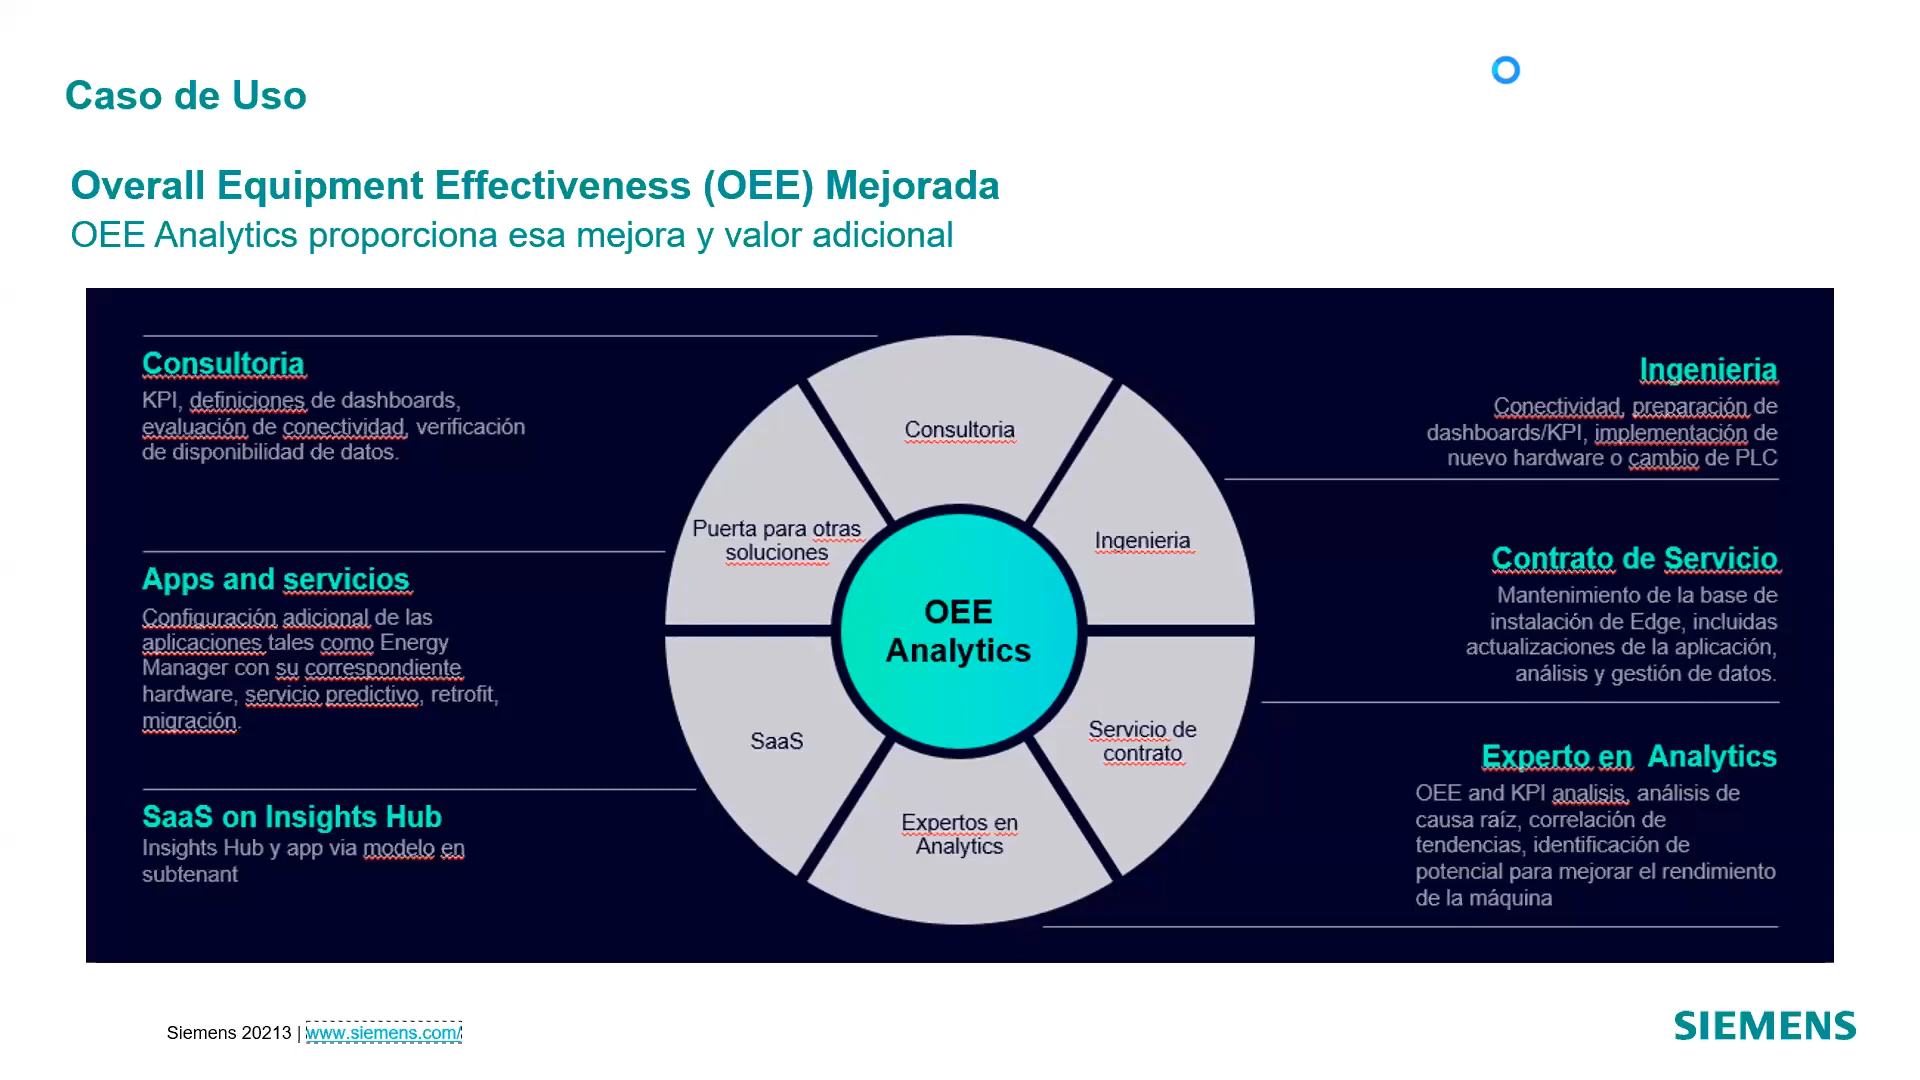 Caso de Uso
Overall Equipment Effectiveness (OEE) Mejorada
OEE Analytics proporciona esa mejora y valor adicional
Consultoria
KPI, definiciones de dashboards,
evaluación de conectividad, verificación
de disponibilidad de datos.
Apps and servicios
Configuración adicional de las
aplicaciones tales como Energy
Manager con su correspondiente
hardware, servicio predictivo, retrofit,
migración.
SaaS on Insights Hub
Insights Hub y app via modelo en
subtenant
Consultoria
Puerta para otras
soluciones
Ingenieria
OEE
Analytics
SaaS
Servicio de
contrato
Expertos en
Analytics
Ingenieria
Conectividad, preparación de
dashboards/KPI, implementación de
nuevo hardware o cambio de PLC
Contrato de Servicio
Mantenimiento de la base de
instalación de Edge, incluidas
actualizaciones de la aplicación,
análisis y gestión de datos.
Experto en Analytics
OEE and KPI analisis, análisis de
causa raíz, correlación de
tendencias, identificación de
potencial para mejorar el rendimiento
de la máquina
Siemens 20213 | www.siemens.com/
SIEMENS